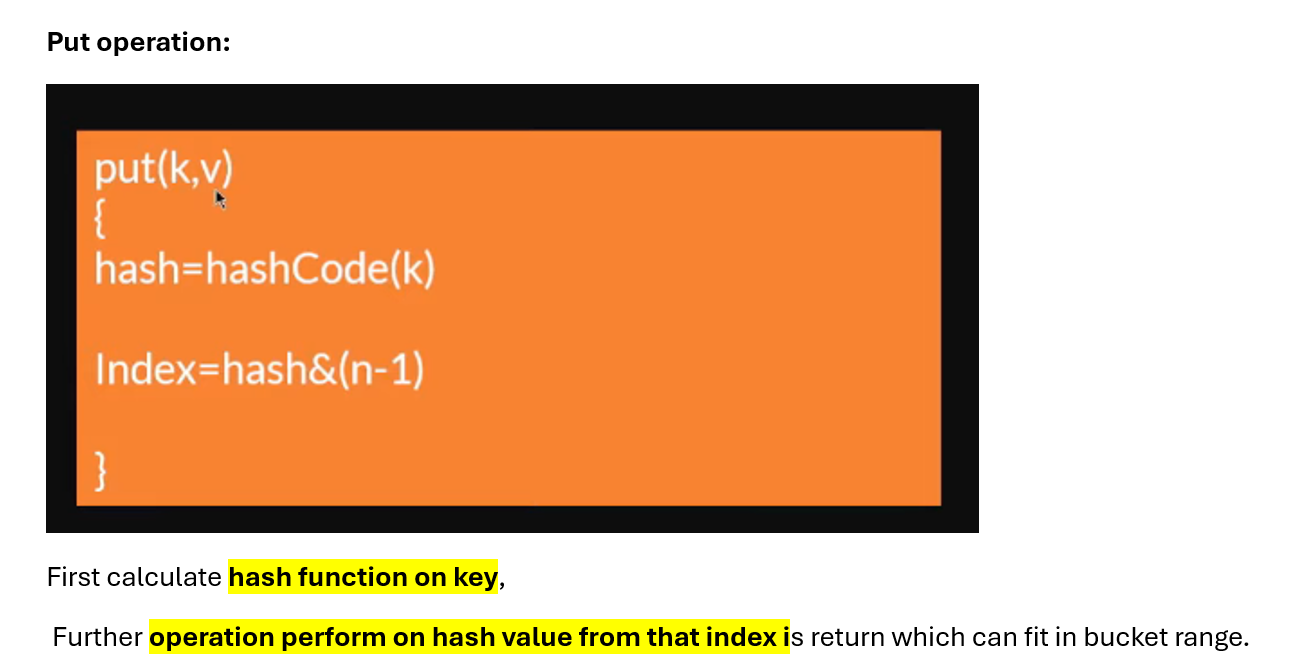 Put operation:
put(k,v)
{
hash=hashCode(k)
Index=hash&(n-1)
}
First calculate hash function on key,
Further operation perform on hash value from that index is return which can fit in bucket range.